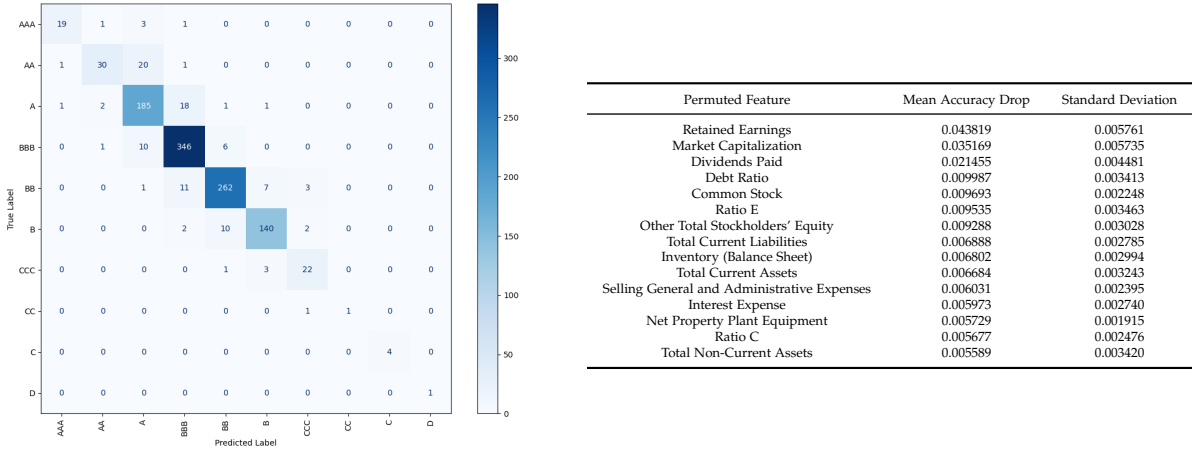 AAA 19 1 3 1 0 0 0 0 0 0
AA 1 30 20 1 0 0 0 0 0 0
A 1 2 185 18 1 1 0 0 0 0
BBB 0 1 10 346 6 0 0 0 0 0
BB 0 0 1 11 262 7 3 0 0 0
B 0 0 0 2 10 140 2 0 0 0
CCC 0 0 0 0 1 3 22 0 0 0
CC 0 0 0 0 0 0 1 1 0 0
C 0 0 0 0 0 0 0 0 4 0
D 0 0 0 0 0 0 0 0 0 1
AAA AA A BBB BB B CCC CC C D
True Label
Predicted Label
300
250
200
150
100
50
0
Permuted Feature Mean Accuracy Drop Standard Deviation
Retained Earnings 0.043819 0.005761
Market Capitalization 0.035169 0.005735
Dividends Paid 0.021455 0.004481
Debt Ratio 0.009987 0.003413
Common Stock 0.009693 0.002248
Ratio E 0.009535 0.003463
Other Total Stockholders' Equity 0.009288 0.003028
Total Current Liabilities 0.006888 0.002785
Inventory (Balance Sheet) 0.006802 0.002994
Total Current Assets 0.006684 0.003243
Selling General and Administrative Expenses 0.006031 0.002395
Interest Expense 0.005973 0.002740
Net Property Plant Equipment 0.005729 0.001915
Ratio C 0.005677 0.002476
Total Non-Current Assets 0.005589 0.003420